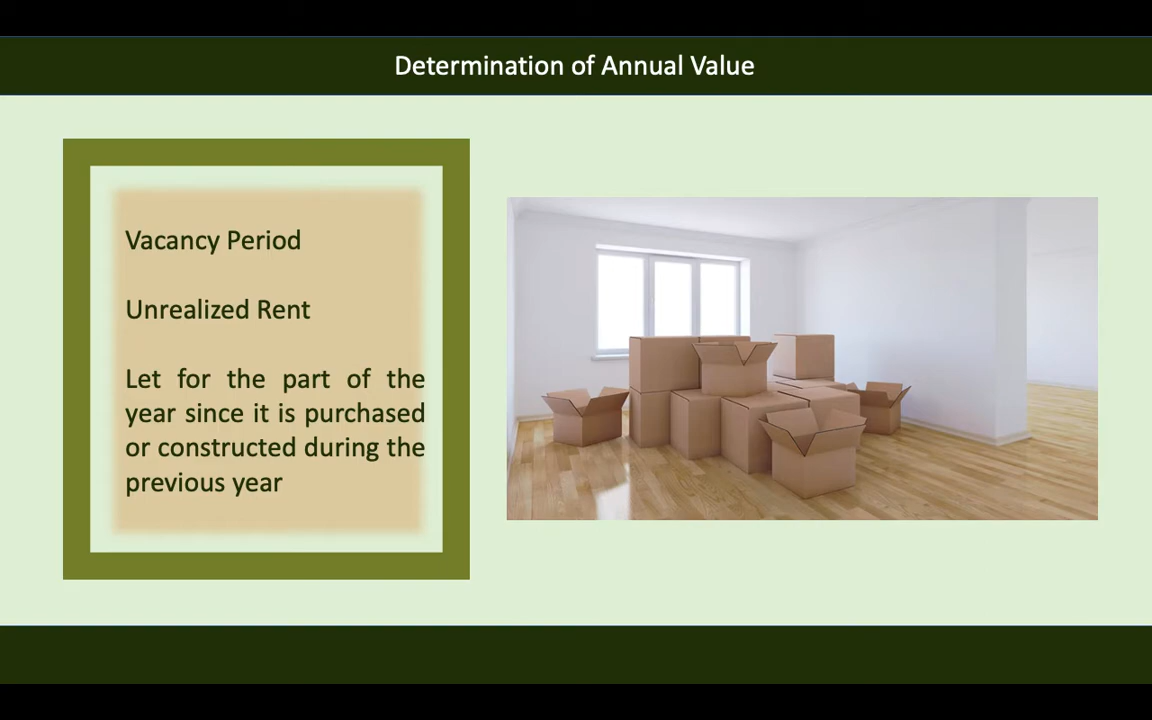 Determination of Annual Value
Vacancy Period
Unrealized Rent
Let for the part of the
year since it is purchased
or constructed during the
previous year